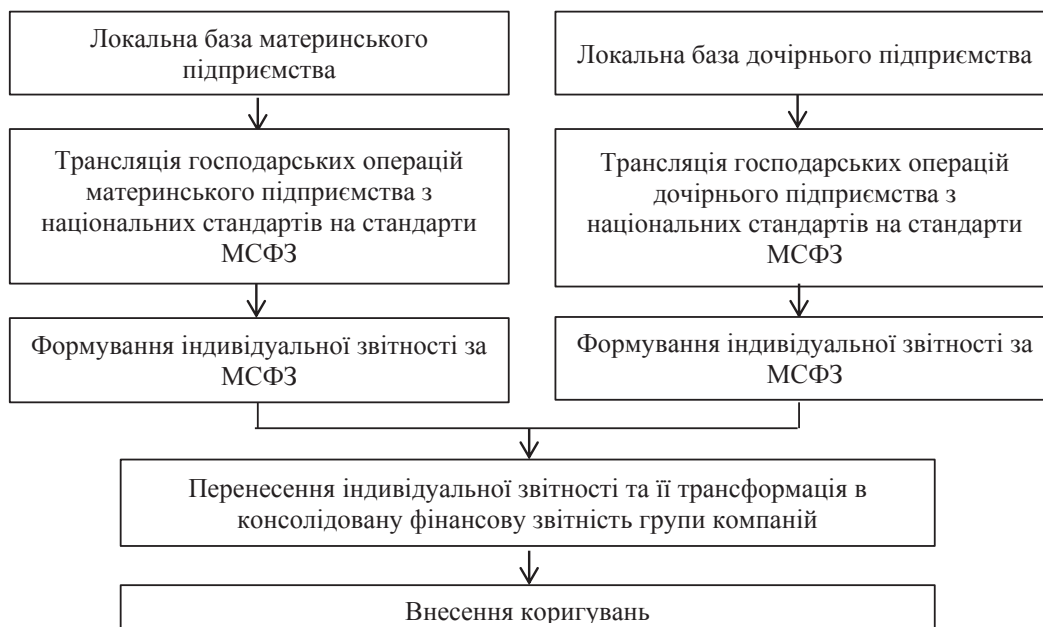 Локальна база материнського
підприємства
Локальна база дочірнього підприємства
Трансляція господарських операцій
материнського підприємства з
національних стандартів на стандарти
МСФЗ
Трансляція господарських операцій
дочірнього підприємства з
національних стандартів на стандарти
МСФЗ
Формування індивідуальної звітності за
МСФЗ
Формування індивідуальної звітності за
МСФЗ
Перенесення індивідуальної звітності та її трансформація в
консолідовану фінансову звітність групи компаній
Внесення коригувань